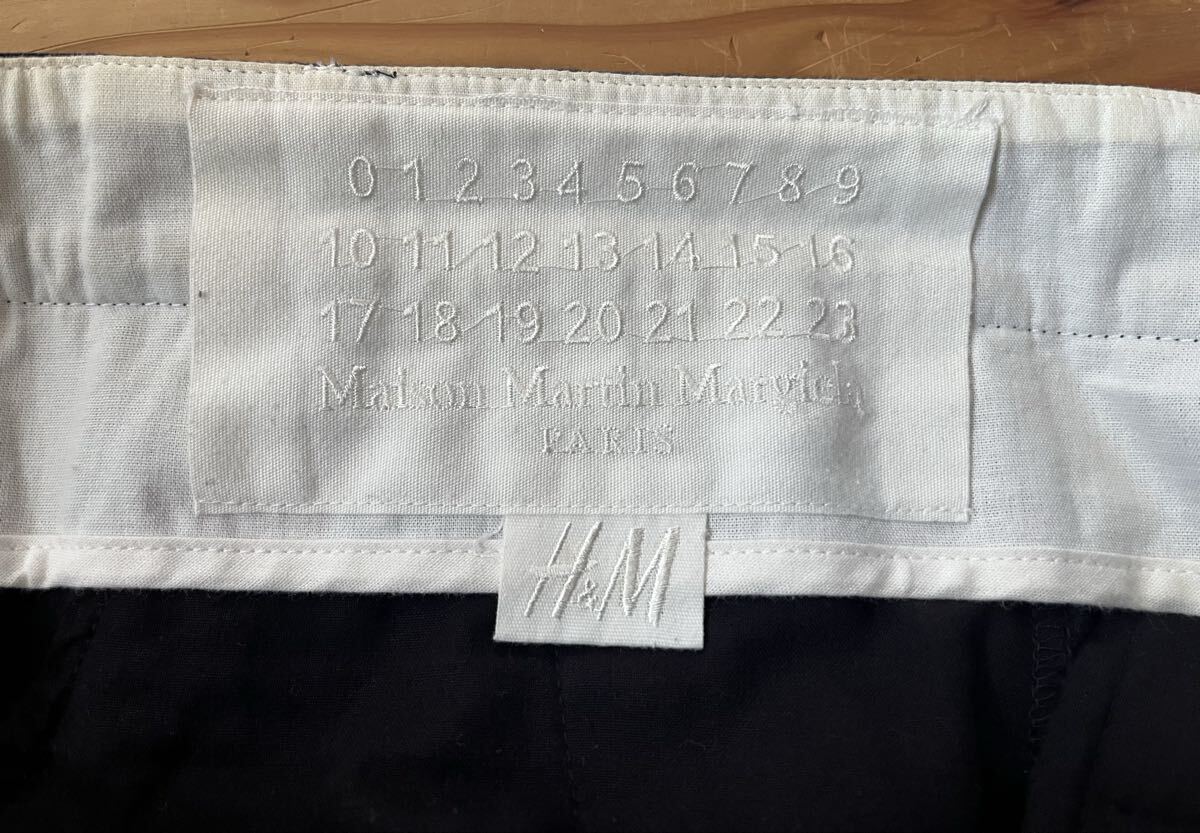 0 1 2 3 4 5 6 7 8 9
10 11 12 13 14 15 16
17 18 19 20 21 22 23
Maison Martin Margiela
PARIS
H&M